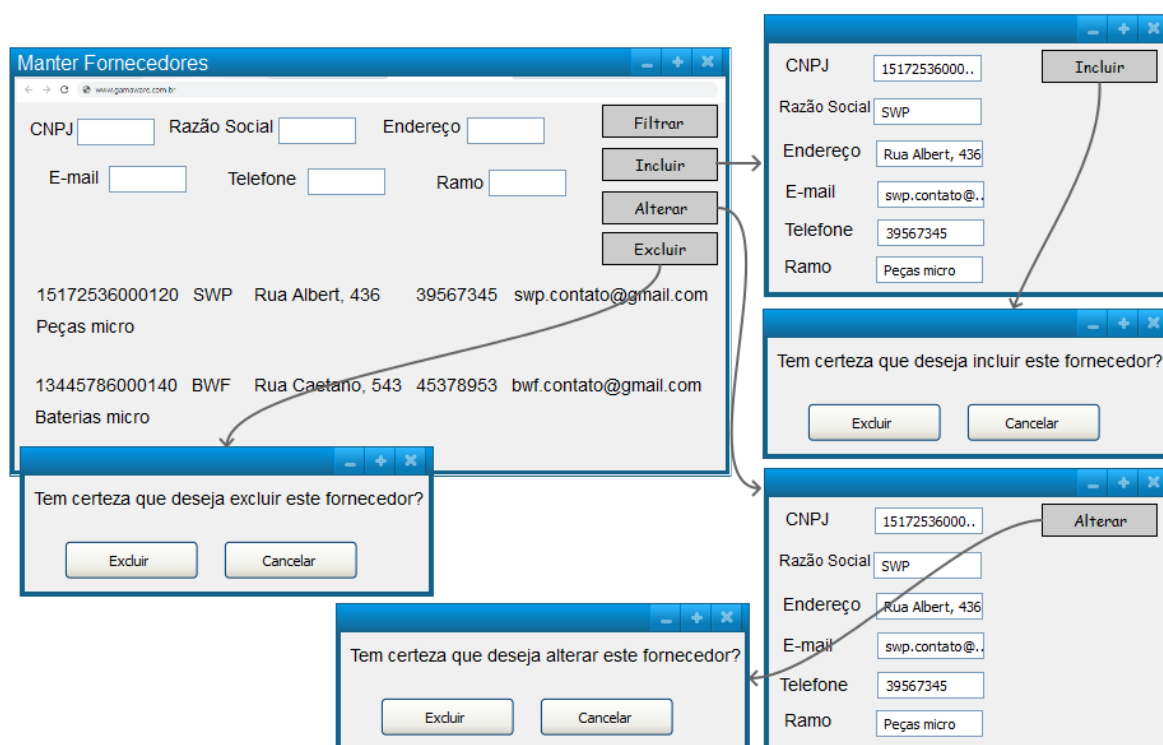 Manter Fornecedores
www.gamaware.com.br
CNPJ Razão Social Endereço Filtrar
E-mail Telefone Ramo Incluir
Alterar
Excluir
15172536000120 SWP Rua Albert, 436 39567345 swp.contato@gmail.com
Peças micro
13445786000140 BWF Rua Caetano, 543 45378953 bwf.contato@gmail.com
Baterias micro
CNPJ 15172536000.. Incluir
Razão Social SWP
Endereço Rua Albert, 436
E-mail swp.contato@..
Telefone 39567345
Ramo Peças micro
Tem certeza que deseja incluir este fornecedor?
Excluir Cancelar
Tem certeza que deseja excluir este fornecedor?
Excluir Cancelar
CNPJ 15172536000.. Alterar
Razão Social SWP
Endereço Rua Albert, 436
E-mail swp.contato@..
Telefone 39567345
Ramo Peças micro
Tem certeza que deseja alterar este fornecedor?
Excluir Cancelar